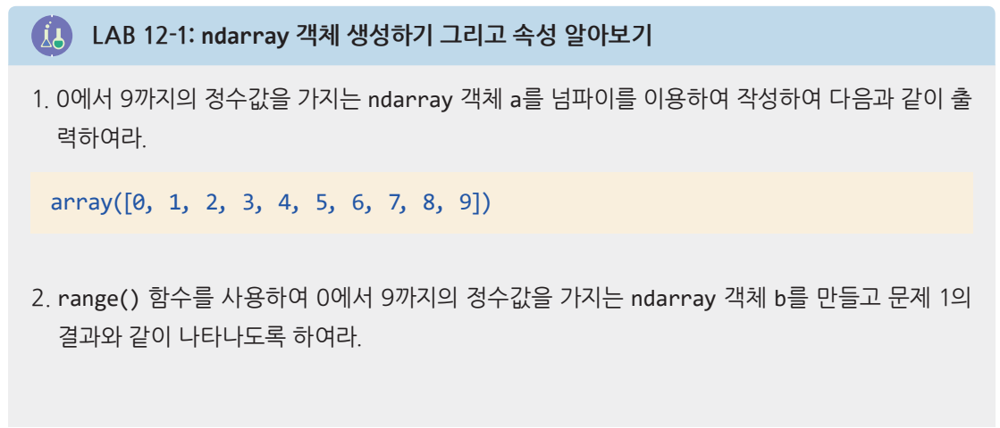 LAB 12-1: ndarray 객체 생성하기 그리고 속성 알아보기
1. 0에서 9까지의 정수값을 가지는 ndarray 객체 a를 넘파이를 이용하여 작성하여 다음과 같이 출
력하여라.
array([0, 1, 2, 3, 4, 5, 6, 7, 8, 9])
2. range() 함수를 사용하여 0에서 9까지의 정수값을 가지는 ndarray 객체 b를 만들고 문제 1의
결과와 같이 나타나도록 하여라.